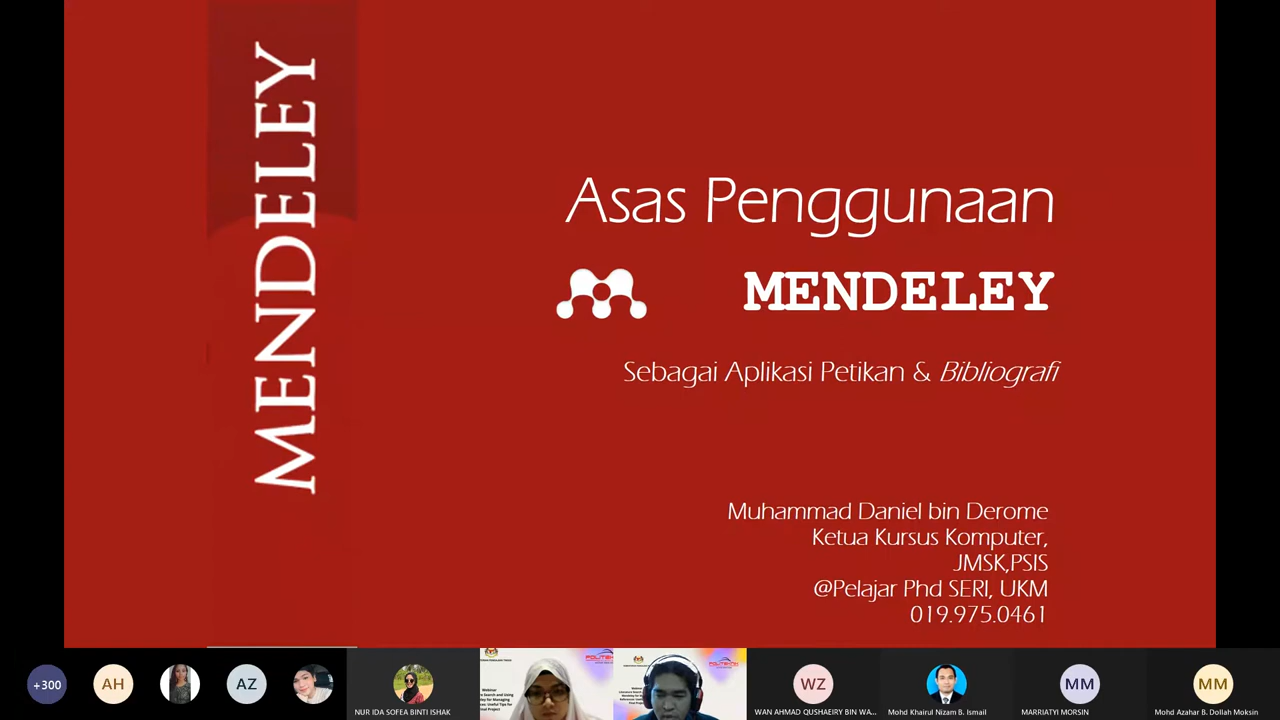 MENDELEY
Asas Penggunaan
MENDELEY
Sebagai Aplikasi Petikan & Bibliografi
Muhammad Daniel bin Derome
Ketua Kursus Komputer,
JMSK,PSIS
@Pelajar Phd SERI, UKM
019.975.0461
+300
AH
AZ
NUR IDA SOFEA BINTI ISHAK
WZ
WAN AHMAD QUSHAEIRY BIN WA...
Mohd Khairul Nizam B. Ismail
MM
MARRIATYI MORSIN
MM
Mohd Azahar B. Dollah Moksin